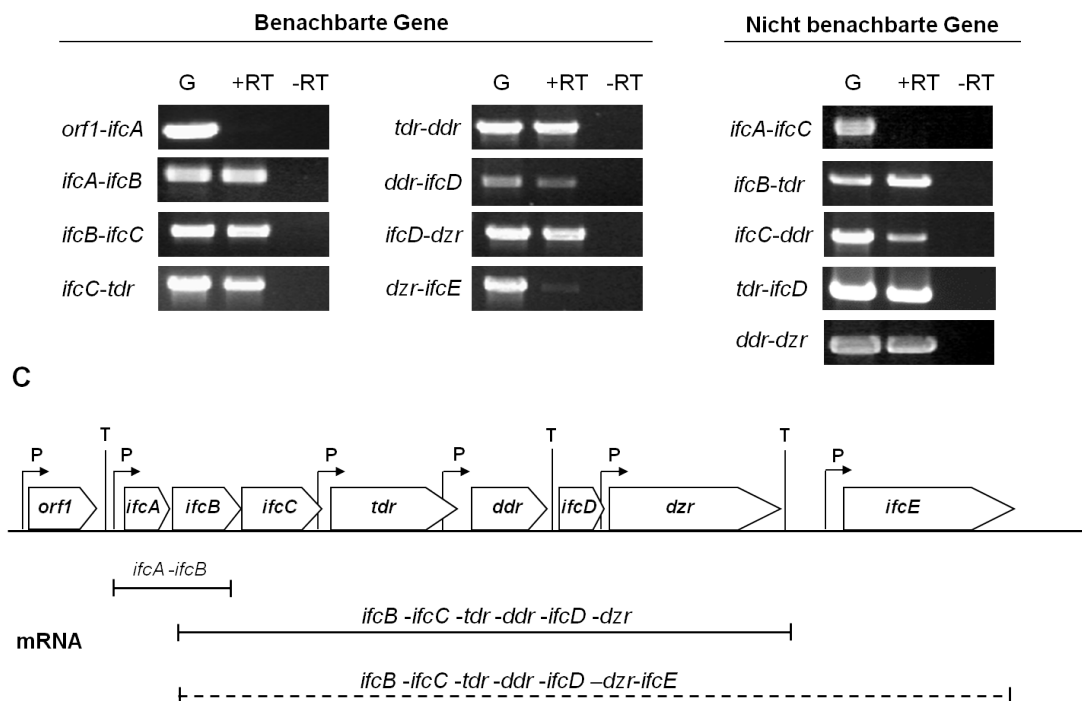 Benachbarte Gene
Nicht benachbarte Gene
G +RT -RT
G +RT -RT
G +RT -RT
orf1-ifcA
ifcA-ifcB
ifcB-ifcC
ifcC-tdr
tdr-ddr
ddr-ifcD
ifcD-dzr
dzr-ifcE
ifcA-ifcC
ifcB-tdr
ifcC-ddr
tdr-ifcD
ddr-dzr
C
P T P P P T P T P
orf1 ifcA ifcB ifcC tdr ddr ifcD dzr ifcE
ifcA -ifcB
ifcB -ifcC -tdr -ddr -ifcD -dzr
mRNA
ifcB -ifcC -tdr -ddr -ifcD –dzr-ifcE